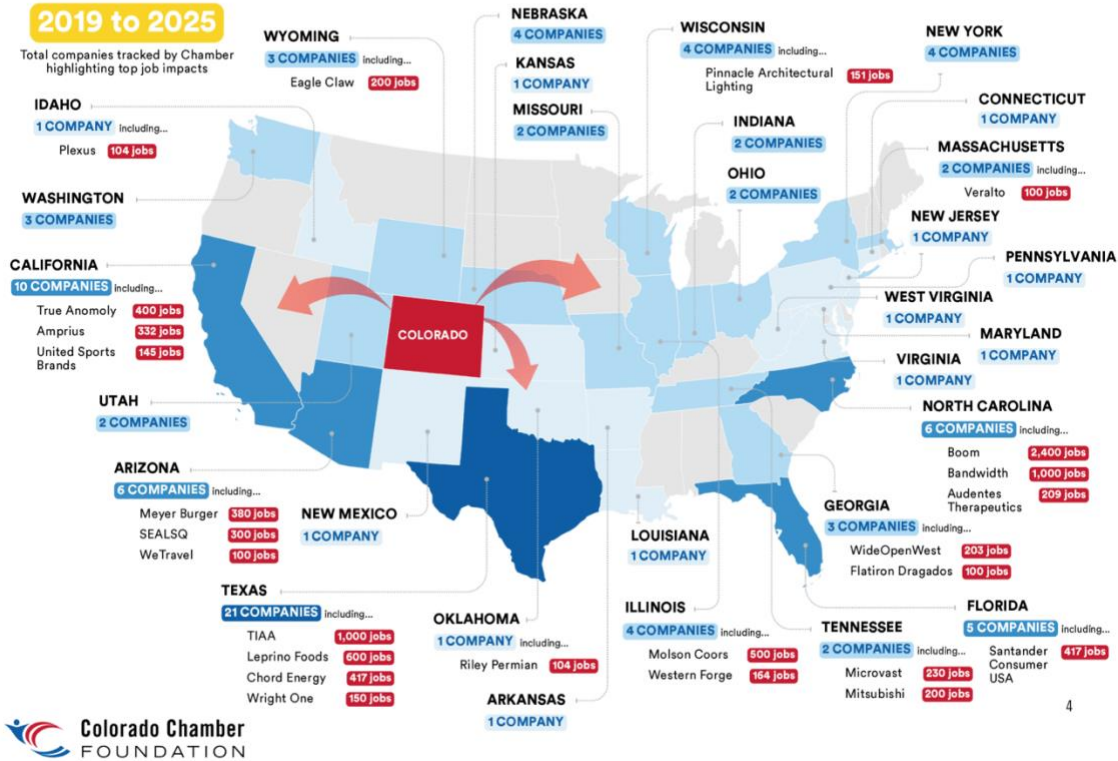 2019 to 2025
Total companies tracked by Chamber
highlighting top job impacts
IDAHO
1 COMPANY including...
Plexus 104 jobs
WASHINGTON
3 COMPANIES
CALIFORNIA
10 COMPANIES including...
True Anomoly 400 jobs
Amprius 332 jobs
United Sports
Brands 145 jobs
UTAH
2 COMPANIES
ARIZONA
6 COMPANIES including...
Meyer Burger 380 jobs
SEALSQ 300 jobs
WeTravel 100 jobs
NEW MEXICO
1 COMPANY
TEXAS
21 COMPANIES including...
TIAA 1,000 jobs
Leprino Foods 600 jobs
Chord Energy 417 jobs
Wright One 150 jobs
WYOMING
3 COMPANIES including...
Eagle Claw 200 jobs
NEBRASKA
4 COMPANIES
KANSAS
1 COMPANY
MISSOURI
2 COMPANIES
COLORADO
OKLAHOMA
1 COMPANY including...
Riley Permian 104 jobs
ARKANSAS
1 COMPANY
WISCONSIN
4 COMPANIES including...
Pinnacle Architectural
Lighting 151 jobs
INDIANA
2 COMPANIES
OHIO
2 COMPANIES
NEW YORK
4 COMPANIES
CONNECTICUT
1 COMPANY
MASSACHUSETTS
2 COMPANIES including...
Veralto 100 jobs
NEW JERSEY
1 COMPANY
PENNSYLVANIA
1 COMPANY
WEST VIRGINIA
1 COMPANY
MARYLAND
1 COMPANY
VIRGINIA
1 COMPANY
NORTH CAROLINA
6 COMPANIES including...
Boom 2,400 jobs
Bandwidth 1,000 jobs
Audentes
Therapeutics 209 jobs
GEORGIA
3 COMPANIES including...
WideOpenWest 203 jobs
Flatiron Dragados 100 jobs
LOUISIANA
1 COMPANY
ILLINOIS
4 COMPANIES including...
Molson Coors 500 jobs
Western Forge 164 jobs
TENNESSEE
2 COMPANIES including...
Microvast 230 jobs
Mitsubishi 200 jobs
FLORIDA
5 COMPANIES including...
Santander 417 jobs
Consumer
USA
4
Colorado Chamber
FOUNDATION